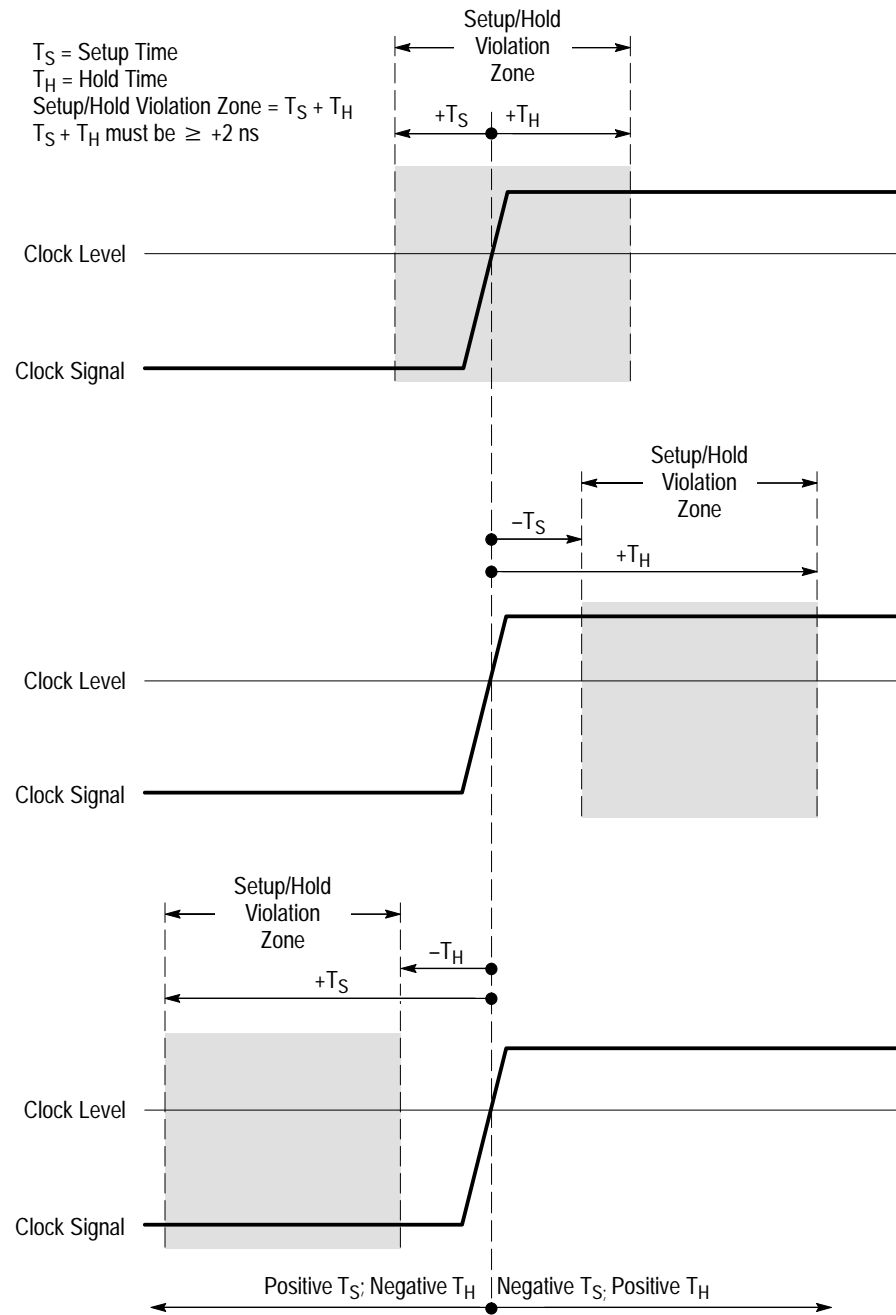 T_S = Setup Time
T_H = Hold Time
Setup/Hold Violation Zone = T_S + T_H
T_S + T_H must be ≥ +2 ns
Setup/Hold
Violation
Zone
+T_S
+T_H
Clock Level
Clock Signal
Setup/Hold
Violation
Zone
–T_S
+T_H
Clock Level
Clock Signal
Setup/Hold
Violation
Zone
–T_H
+T_S
Clock Level
Clock Signal
Positive T_S; Negative T_H
Negative T_S; Positive T_H